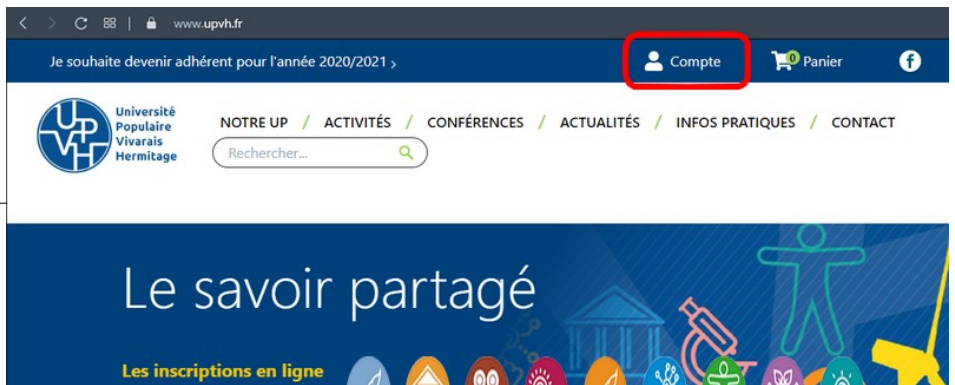 www.upvh.fr
Je souhaite devenir adhérent pour l'année 2020/2021 >
Compte
0 Panier
f
UPVH
Université
Populaire
Vivarais
Hermitage
NOTRE UP / ACTIVITÉS / CONFÉRENCES / ACTUALITÉS / INFOS PRATIQUES / CONTACT
Rechercher...
Le savoir partagé
Les inscriptions en ligne